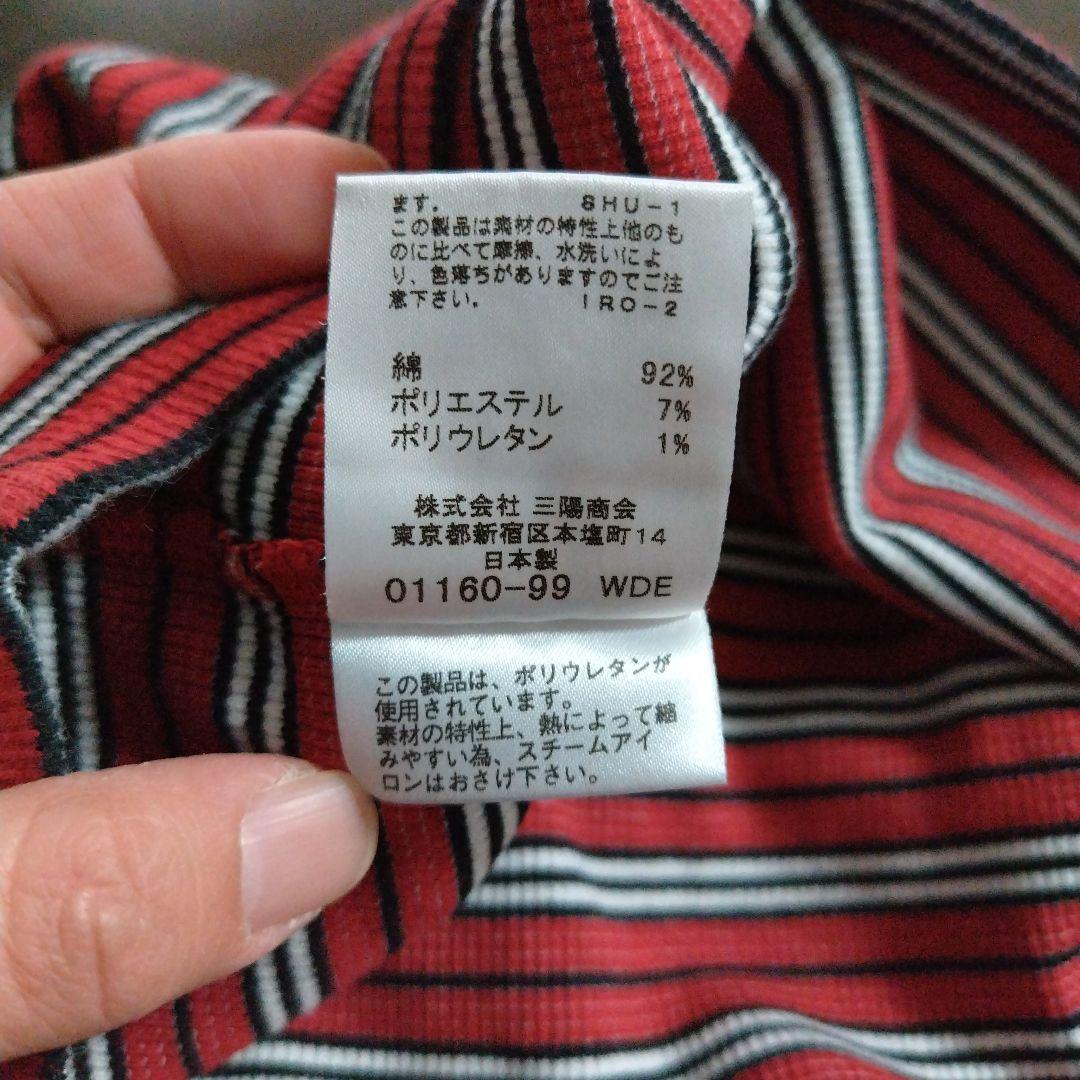 ます。 SHU-1
この製品は素材の特性上他のも
のに比べて摩擦、水洗いによ
り、色落ちがありますのでご注
意下さい。 IRO-2
綿 92%
ポリエステル 7%
ポリウレタン 1%
株式会社 三陽商会
東京都新宿区本塩町14
日本製
01160-99 WDE
この製品は、ポリウレタンが
使用されています。
素材の特性上、熱によって縮
みやすい為、スチームアイ
ロンはおさけ下さい。